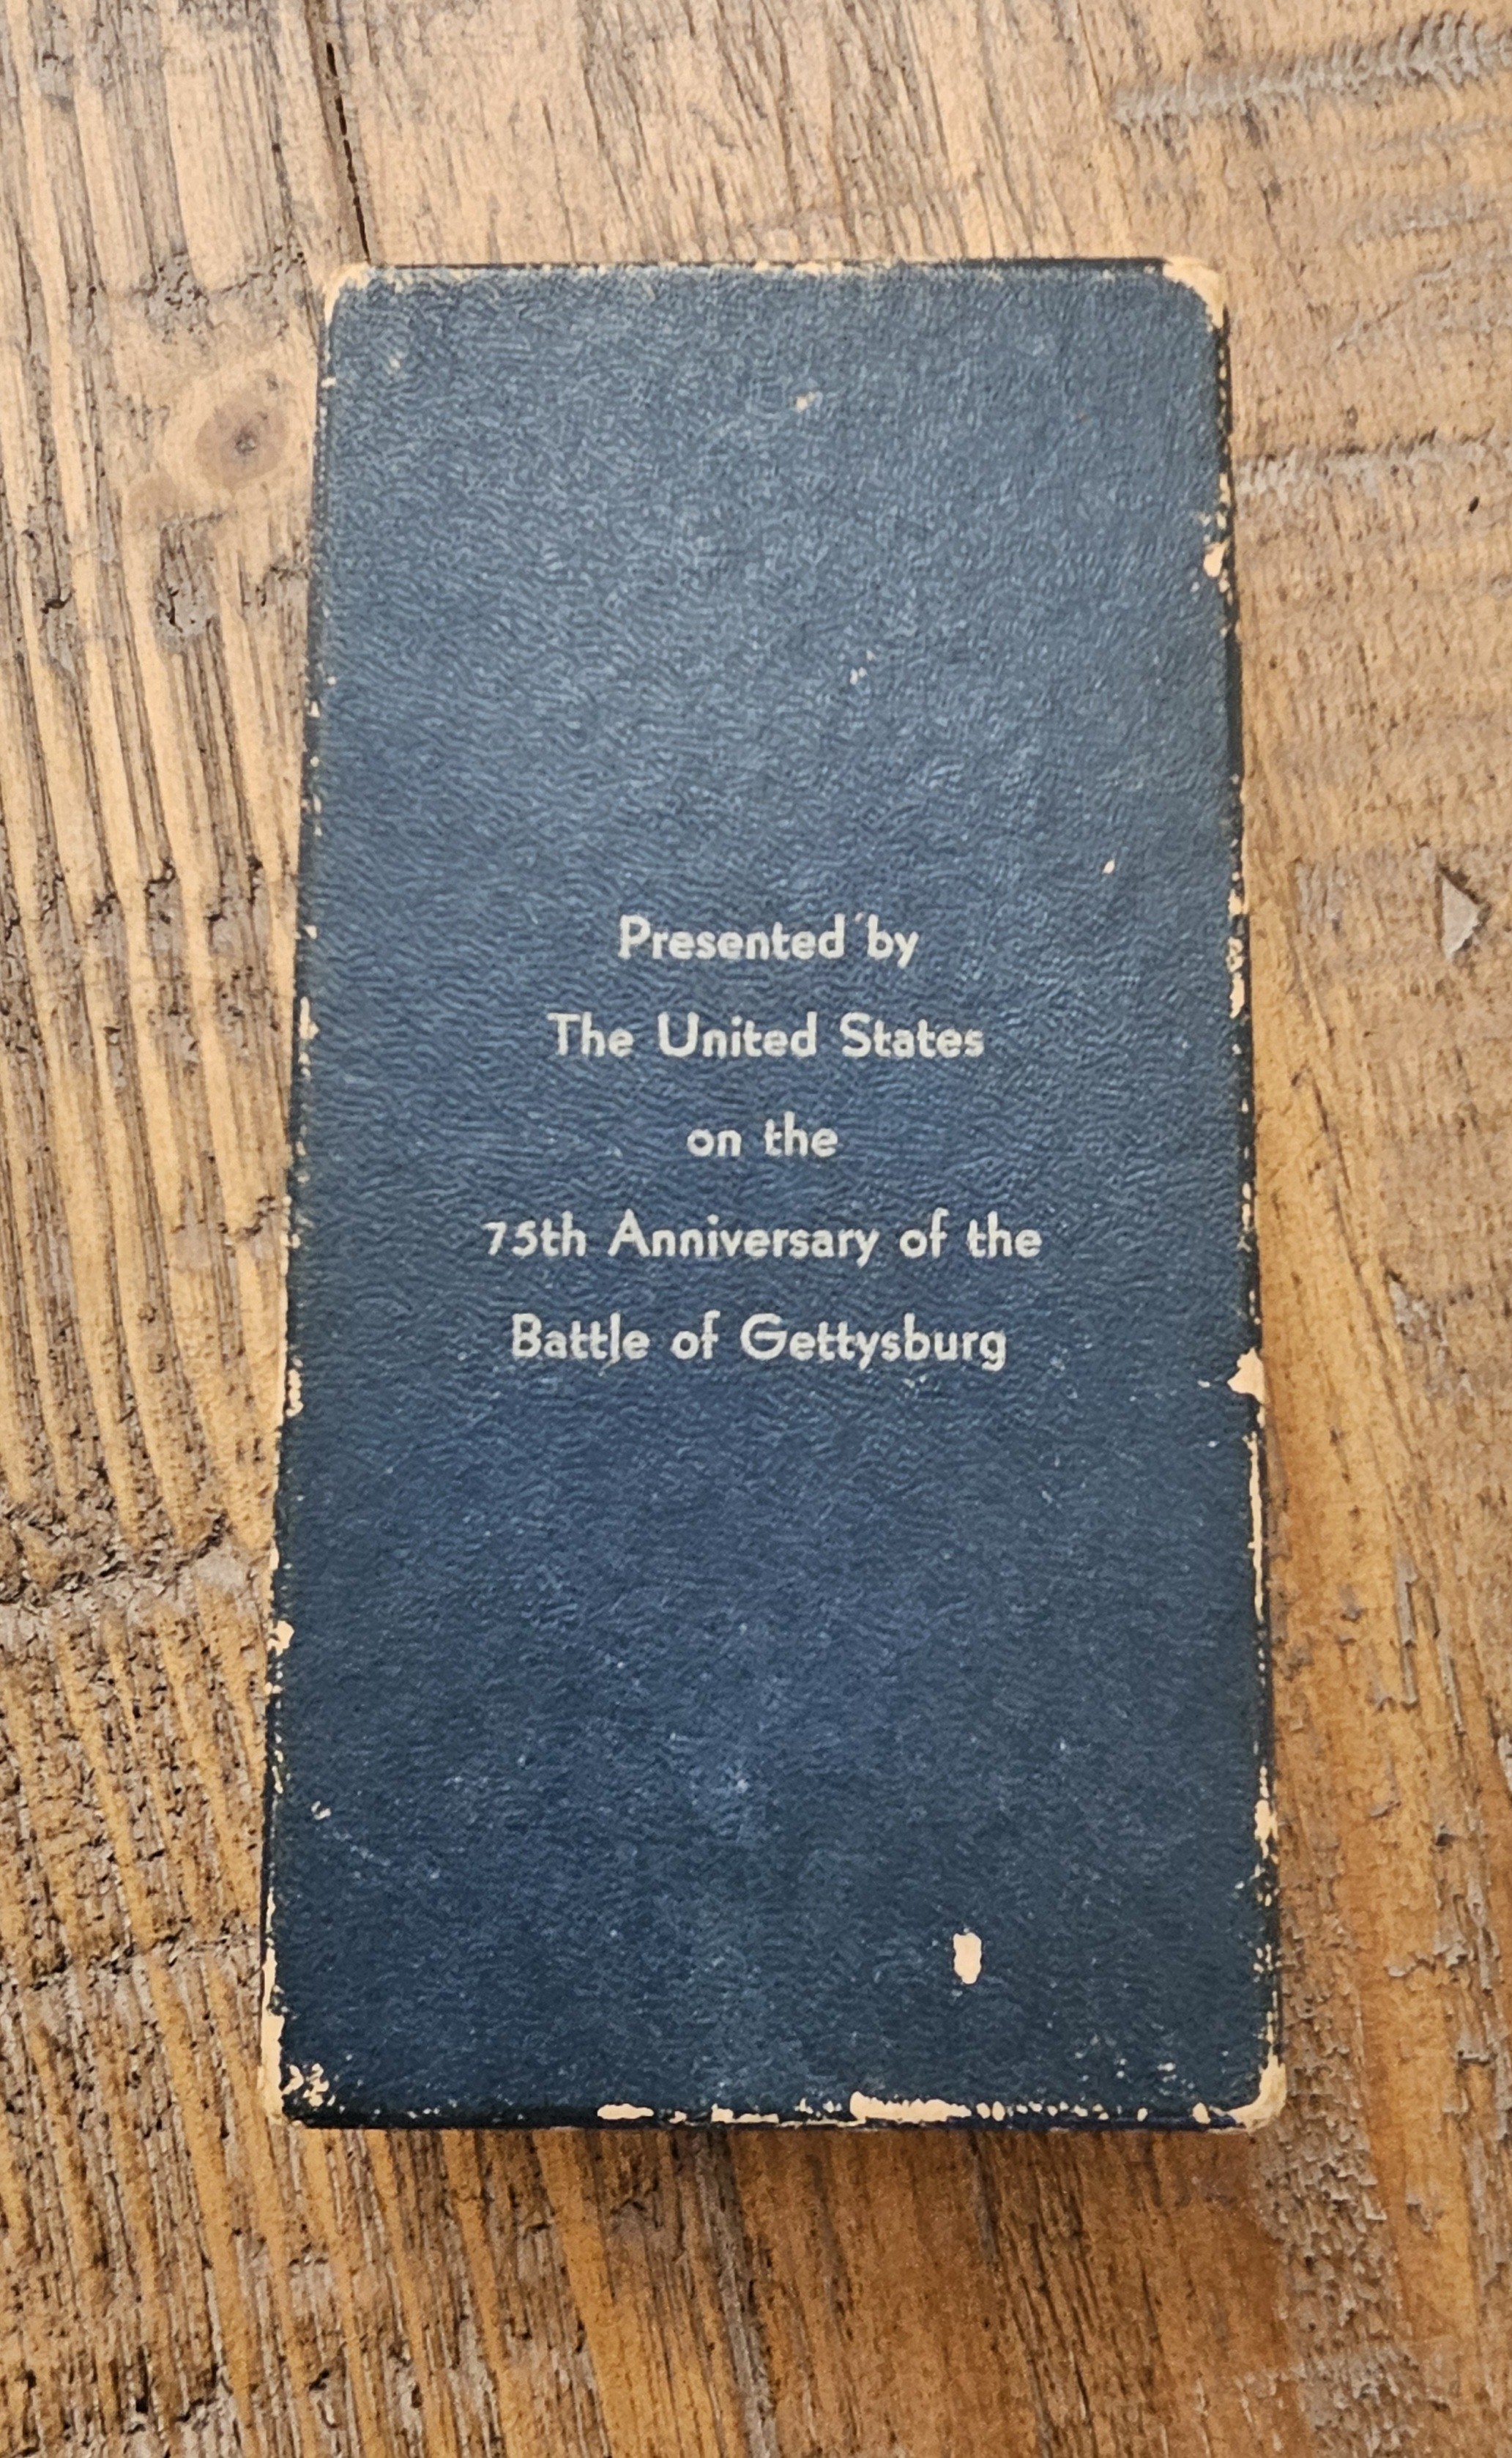 Presented by
The United States
on the
75th Anniversary of the
Battle of Gettysburg